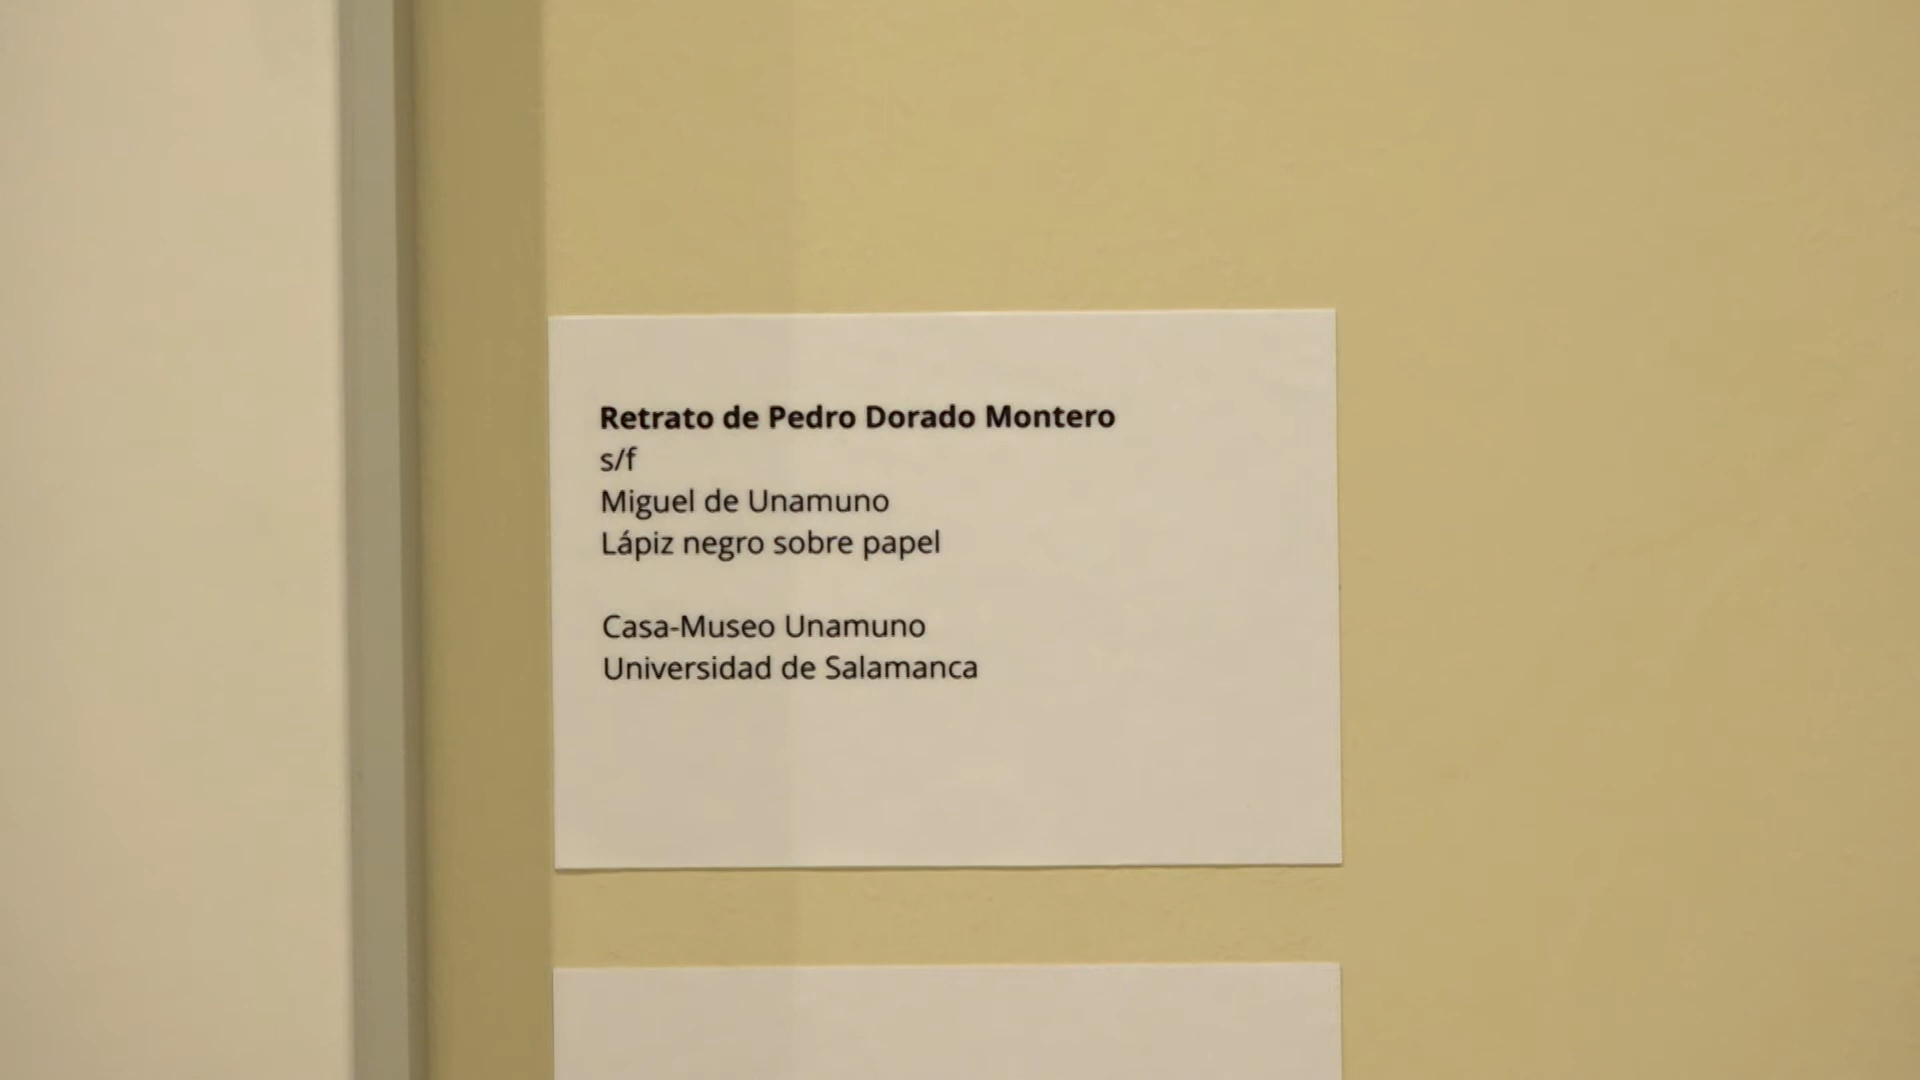 Retrato de Pedro Dorado Montero
s/f
Miguel de Unamuno
Lápiz negro sobre papel
Casa-Museo Unamuno
Universidad de Salamanca